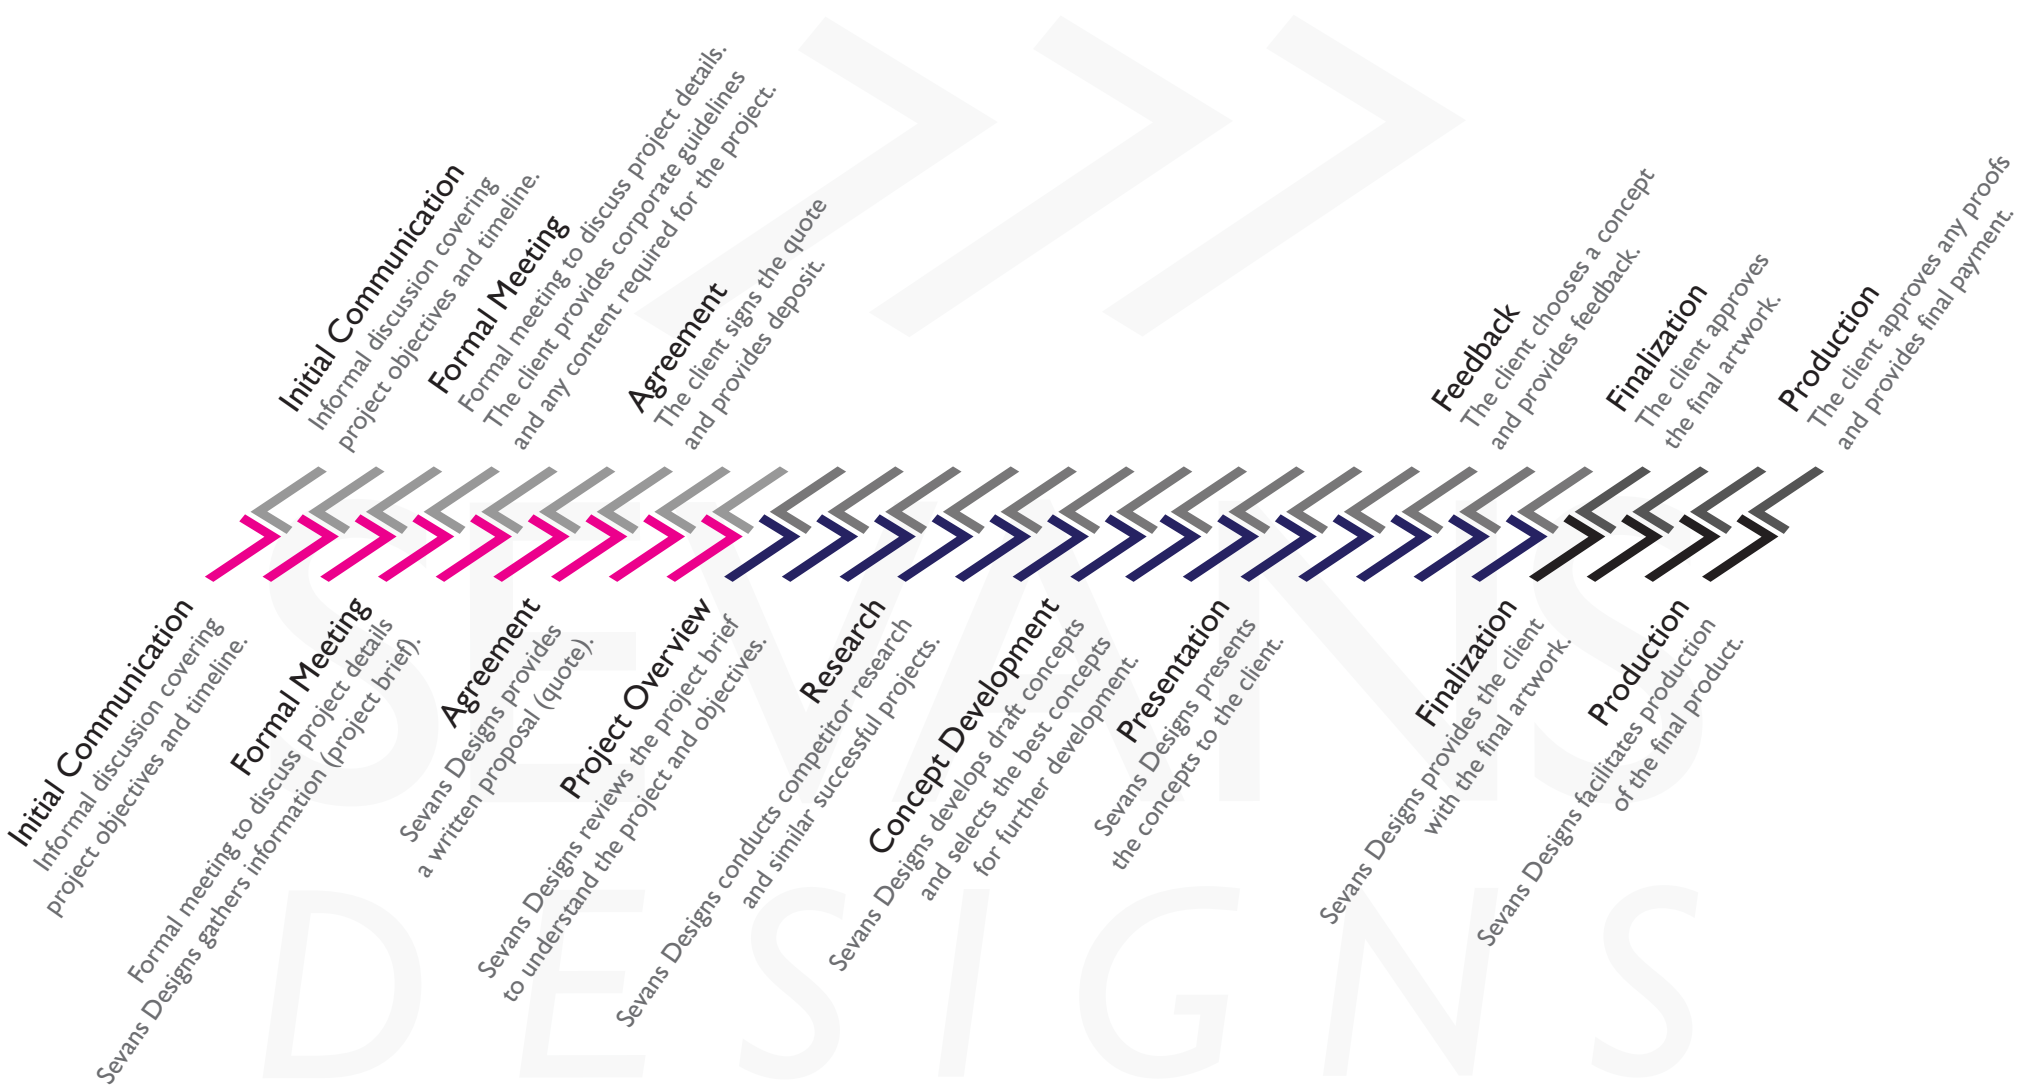 Initial Communication
Informal discussion covering
project objectives and timeline.
Formal Meeting
Formal meeting to discuss project details.
The client provides corporate guidelines
and any content required for the project.
Agreement
The client signs the quote
and provides deposit.
Feedback
The client chooses a concept
and provides feedback.
Finalization
The client approves
the final artwork.
Production
The client approves any proofs
and provides final payment.
Initial Communication
Informal discussion covering
project objectives and timeline.
Formal Meeting
Formal meeting to discuss project details
Sevans Designs gathers information (project brief).
Agreement
Sevans Designs provides
a written proposal (quote).
Project Overview
Sevans Designs reviews the project brief
to understand the project and objectives.
Research
Sevans Designs conducts competitor research
and similar successful projects.
Concept Development
Sevans Designs develops draft concepts
and selects the best concepts
for further development.
Presentation
Sevans Designs presents
the concepts to the client.
Finalization
Sevans Designs provides the client
with the final artwork.
Production
Sevans Designs facilitates production
of the final product.
SEVANS
DESIGNS